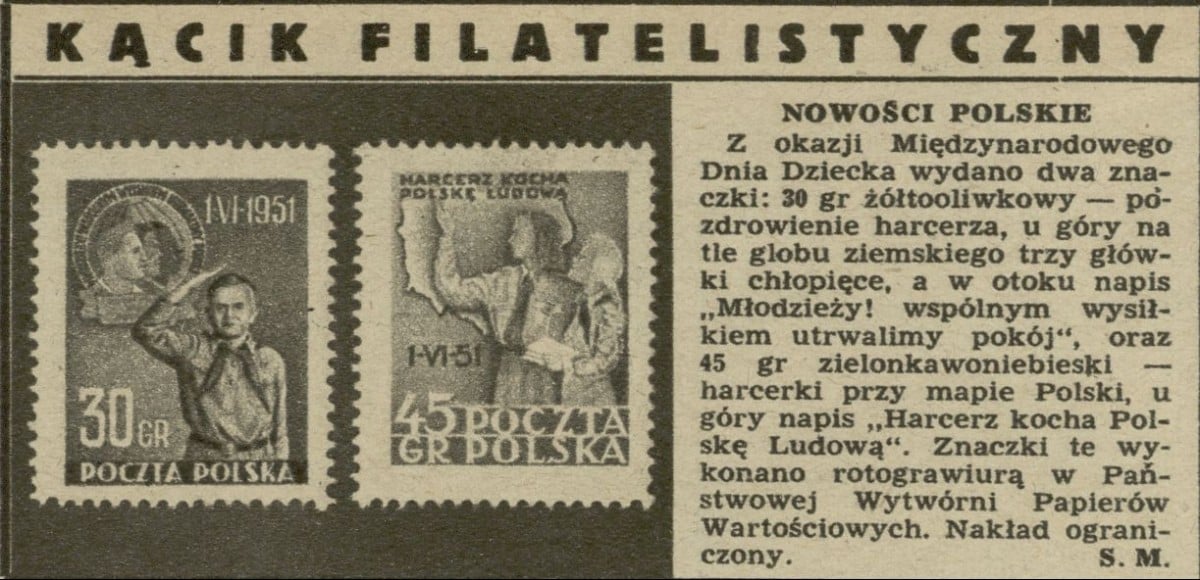 KĄCIK FILATELISTYCZNY
I-VI-1951
30 GR
POCZTA POLSKA
HARCERZ KOCHA
POLSKĘ LUDOWĄ
I-VI-51
45 POCZTA
GR POLSKA
NOWOŚCI POLSKIE
Z okazji Międzynarodowego
Dnia Dziecka wydano dwa zna-
czki: 30 gr żółtooliwkowy — po-
zdrowienie harcerza, u góry na
tle globu ziemskiego trzy głów-
ki chłopięce, a w otoku napis
„Młodzieży! wspólnym wysił-
kiem utrwalimy pokój“, oraz
45 gr zielonkawoniebieski —
harcerki przy mapie Polski, u
góry napis „Harcerz kocha Pol-
skę Ludową“. Znaczki te wy-
konano rotograwiurą w Pań-
stwowej Wytwórni Papierów
Wartościowych. Nakład ograni-
czony. S. M.